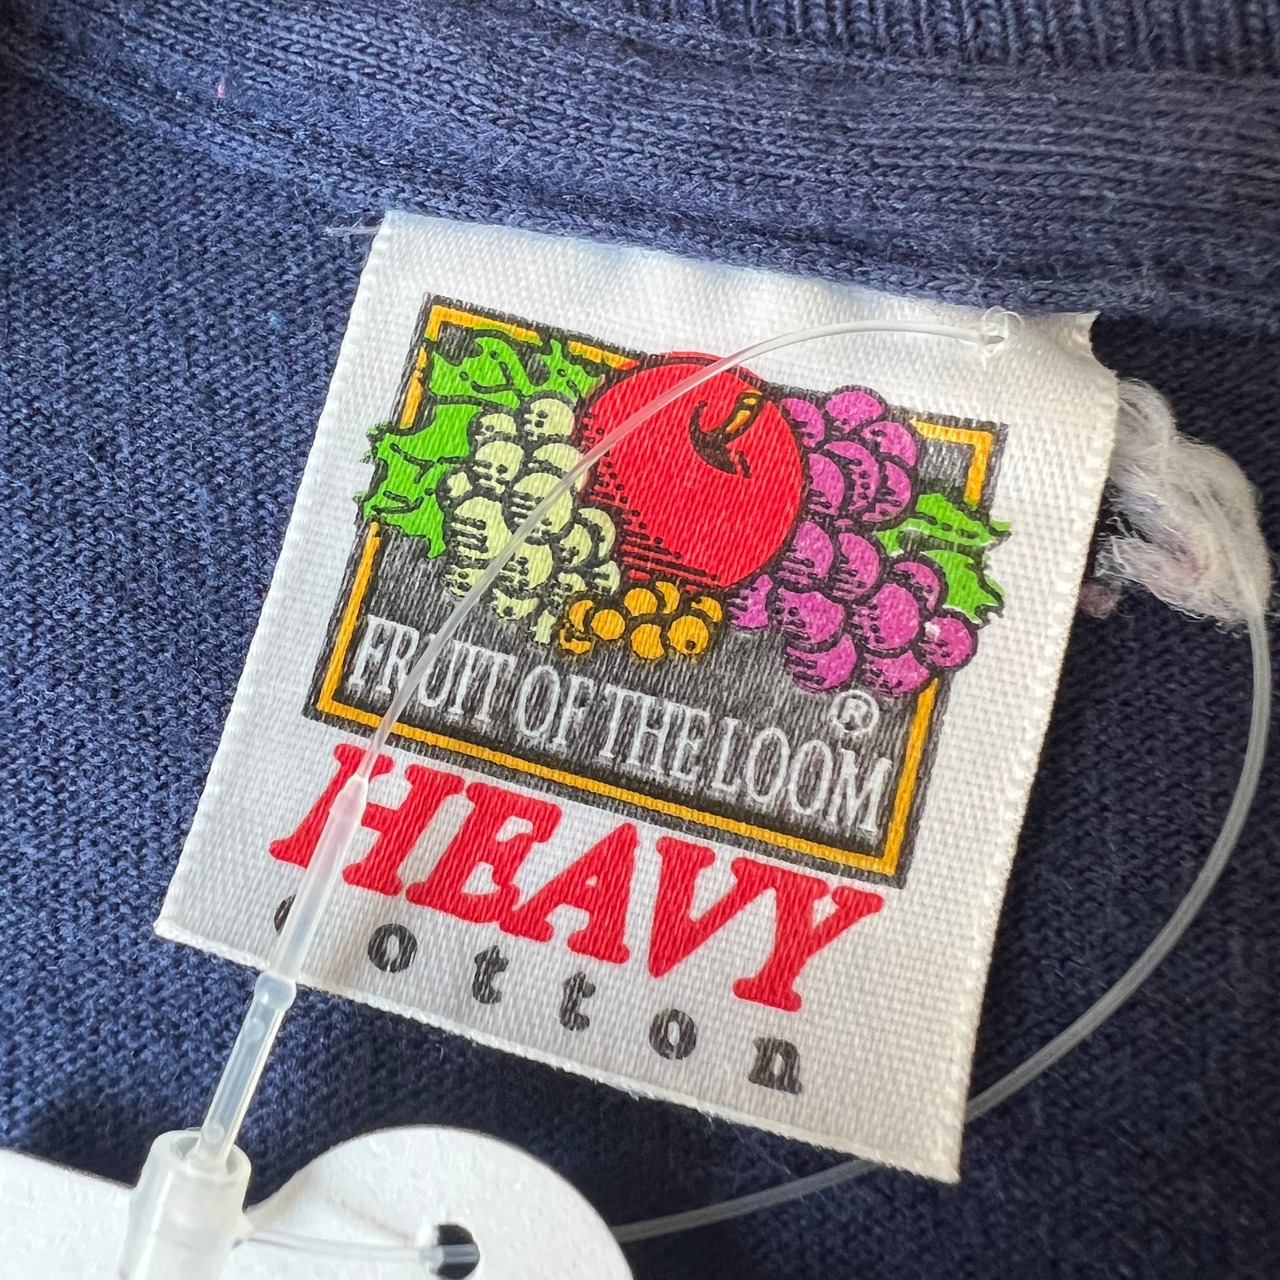 FRUIT OF THE LOOM ®
HEAVY
cotton